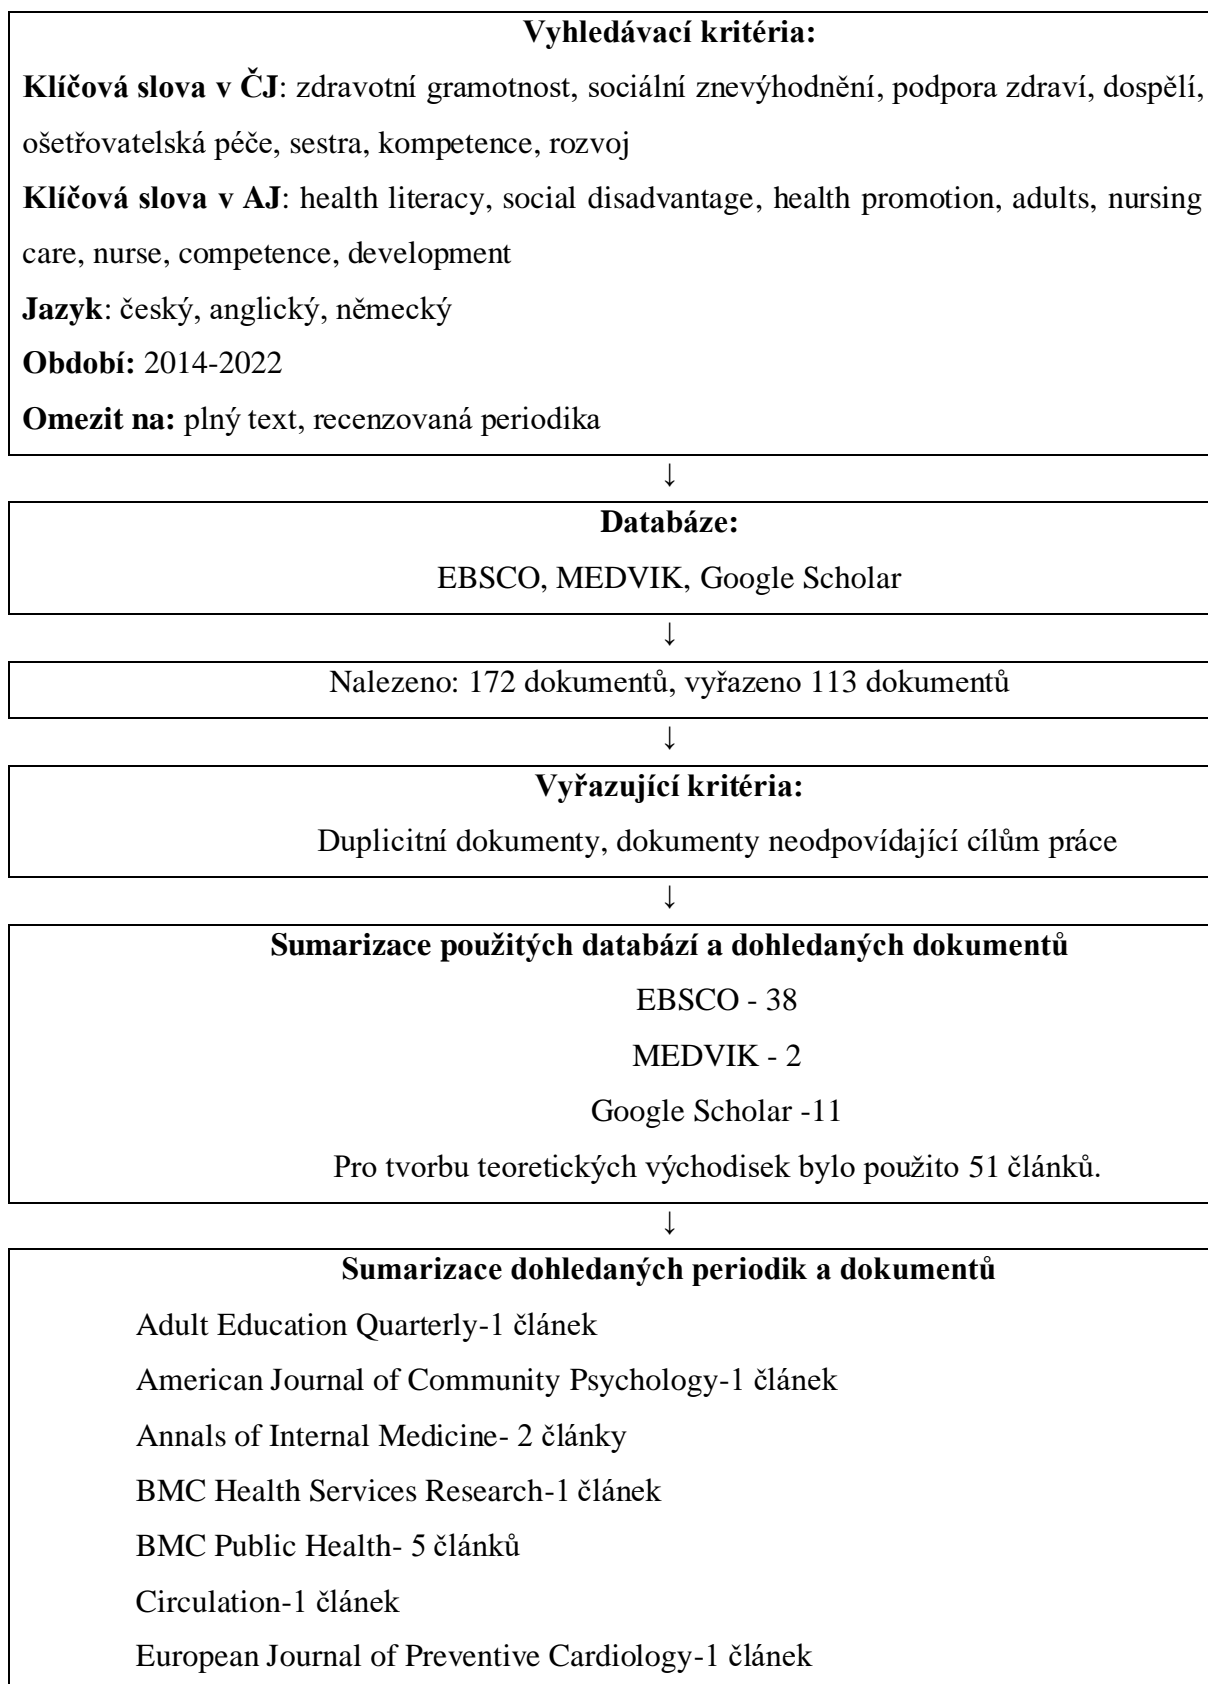 Vyhledávací kritéria:
Klíčová slova v ČJ: zdravotní gramotnost, sociální znevýhodnění, podpora zdraví, dospělí,
ošetřovatelská péče, sestra, kompetence, rozvoj
Klíčová slova v AJ: health literacy, social disadvantage, health promotion, adults, nursing
care, nurse, competence, development
Jazyk: český, anglický, německý
Období: 2014-2022
Omezit na: plný text, recenzovaná periodika
↓
Databáze:
EBSCO, MEDVIK, Google Scholar
↓
Nalezeno: 172 dokumentů, vyřazeno 113 dokumentů
↓
Vyřazující kritéria:
Duplicitní dokumenty, dokumenty neodpovídající cílům práce
↓
Sumarizace použitých databází a dohledaných dokumentů
EBSCO - 38
MEDVIK - 2
Google Scholar -11
Pro tvorbu teoretických východisek bylo použito 51 článků.
↓
Sumarizace dohledaných periodik a dokumentů
Adult Education Quarterly-1 článek
American Journal of Community Psychology-1 článek
Annals of Internal Medicine- 2 články
BMC Health Services Research-1 článek
BMC Public Health- 5 článků
Circulation-1 článek
European Journal of Preventive Cardiology-1 článek